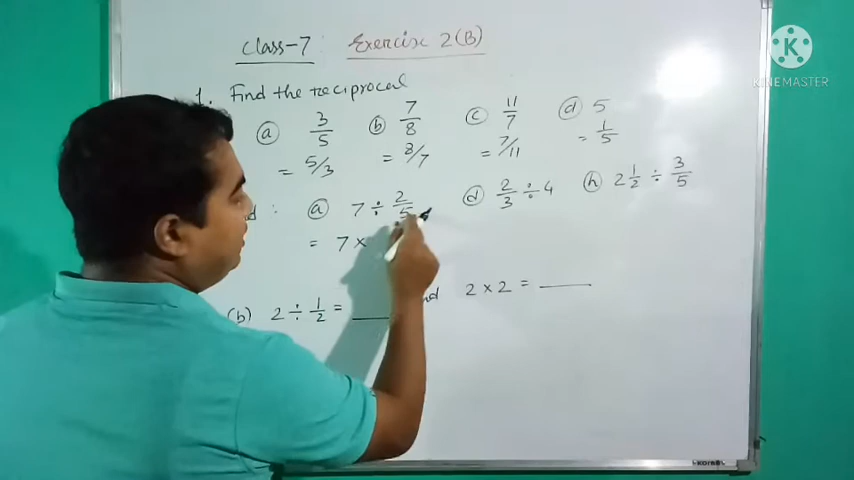 Class-7 Exercise 2(B)
1. Find the reciprocal
(a) 3/5 (b) 7/8 (c) 11/7 (d) 5
= 5/3 = 8/7 = 7/11 = 1/5
: (a) 7 ÷ 2/5 (d) 2/3 ÷ 4 (h) 2 1/2 ÷ 3/5
= 7 ×
(b) 2 ÷ 1/2 = ____ 2 × 2 = ____
KINEMASTER